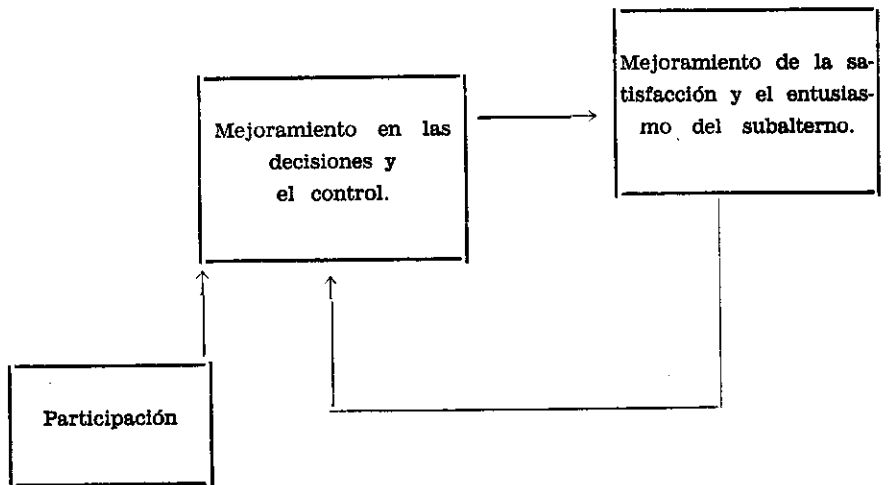 Mejoramiento de la sa-
tisfacción y el entusias-
mo del subalterno.
Mejoramiento en las
decisiones y
el control.
Participación